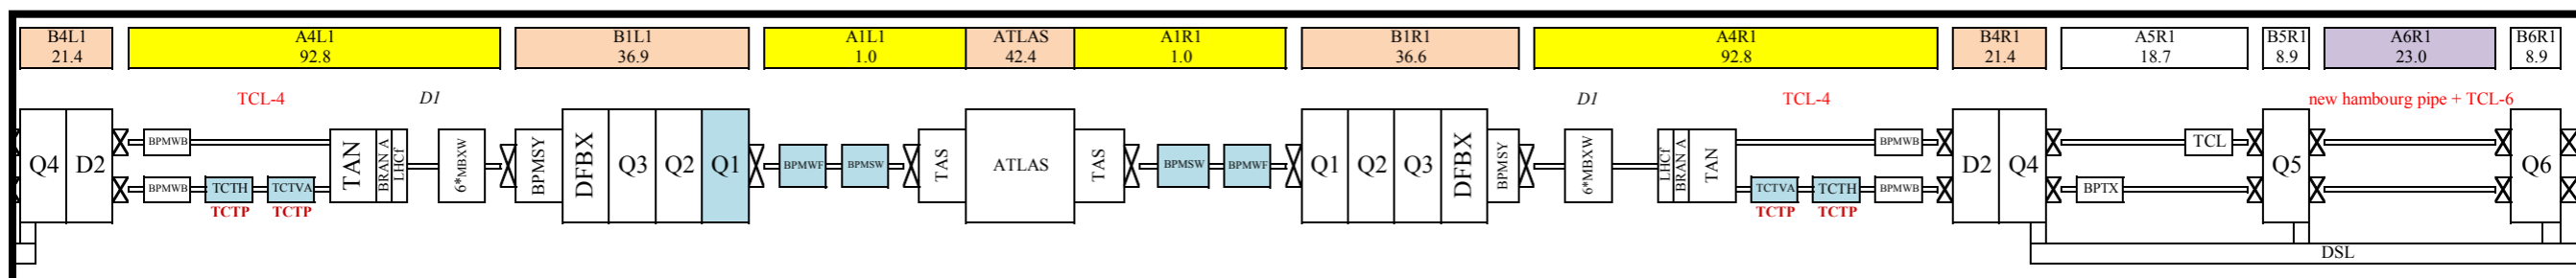 B4L1
21.4
A4L1
92.8
B1L1
36.9
A1L1
1.0
ATLAS
42.4
A1R1
1.0
B1R1
36.6
A4R1
92.8
B4R1
21.4
A5R1
18.7
B5R1
8.9
A6R1
23.0
B6R1
8.9
TCL-4
D1
D1
TCL-4
new hambourg pipe + TCL-6
Q4
D2
BPMWB
BPMWB
TCTH
TCTP
TCTVA
TCTP
TAN
BRAN A
LHCf
6*MBXW
BPMSY
DFBX
Q3
Q2
Q1
BPMWF
BPMSW
TAS
ATLAS
TAS
BPMSW
BPMWF
Q1
Q2
Q3
DFBX
BPMSY
6*MBXW
LHCf
BRAN A
TAN
TCTVA
TCTP
TCTH
TCTP
BPMWB
BPMWB
D2
Q4
BPTX
TCL
Q5
Q6
DSL